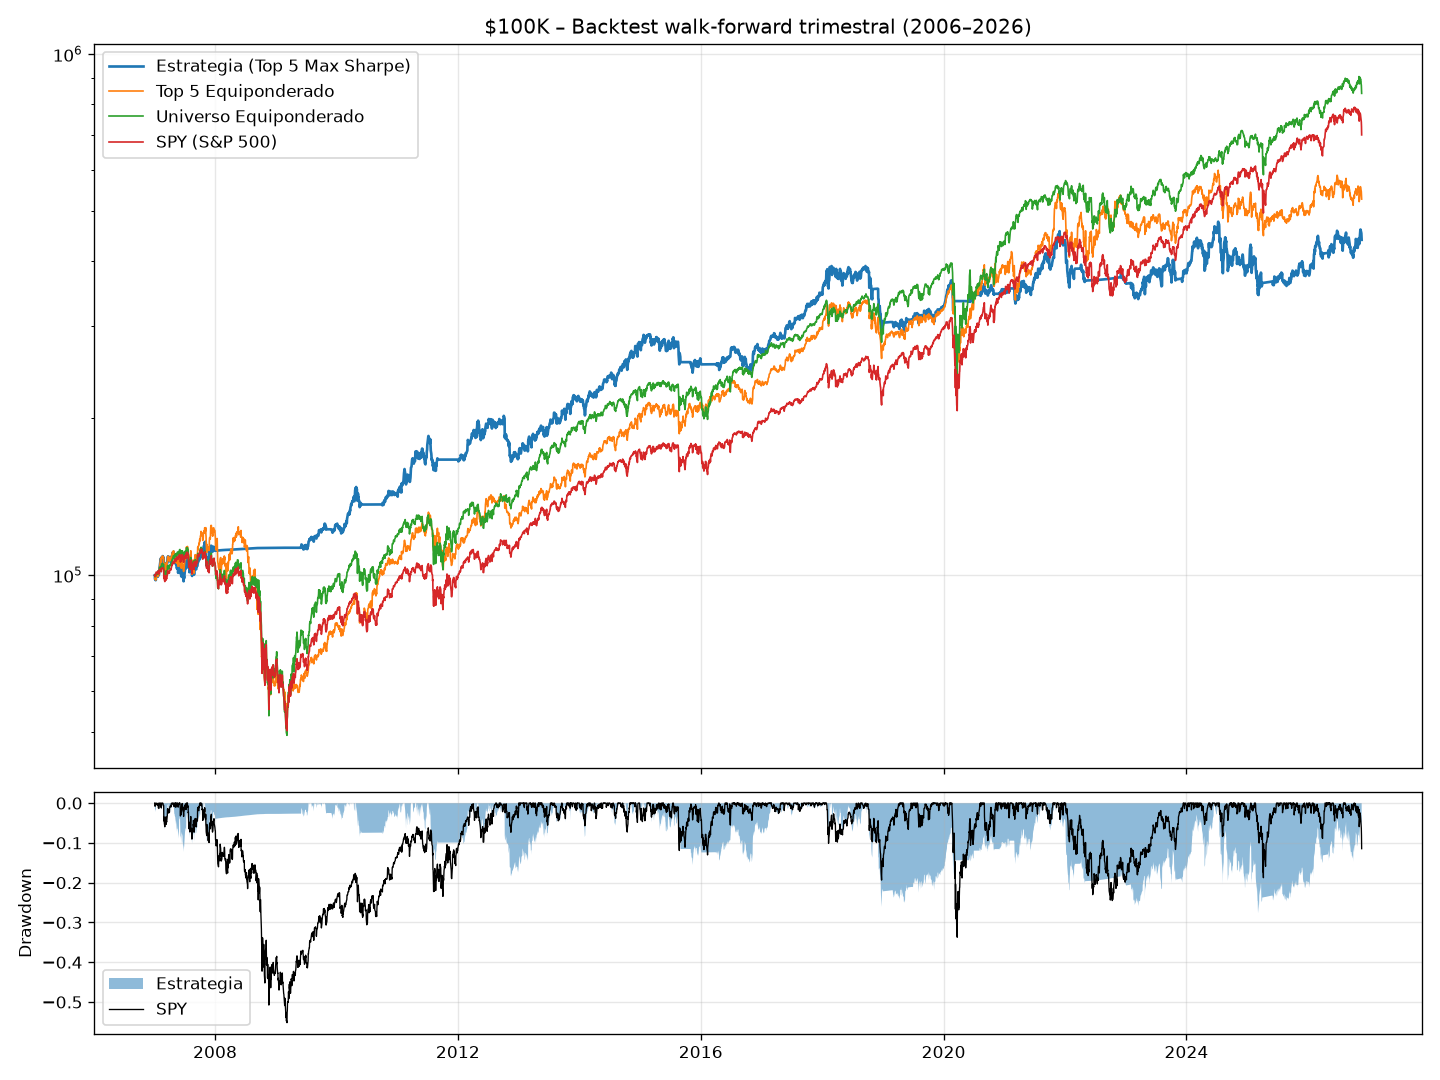 $100K – Backtest walk-forward trimestral (2006–2026)
10⁶
Estrategia (Top 5 Max Sharpe)
Top 5 Equiponderado
Universo Equiponderado
SPY (S&P 500)
10⁵
0.0
−0.1
−0.2
−0.3
−0.4
−0.5
Drawdown
Estrategia
SPY
2008 2012 2016 2020 2024